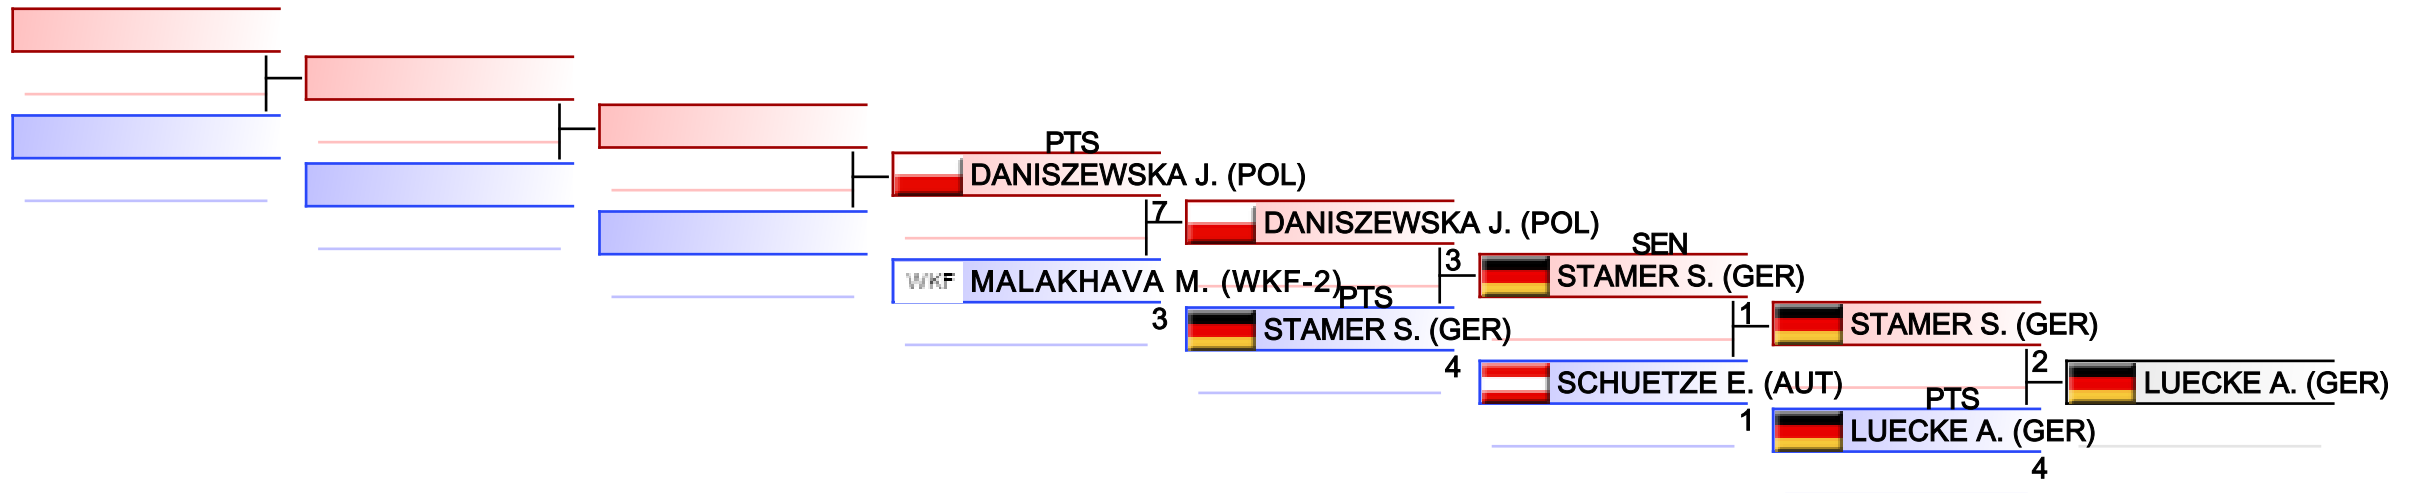 PTS
DANISZEWSKA J. (POL)
7
DANISZEWSKA J. (POL)
WKF MALAKHAVA M. (WKF-2)
3
PTS
STAMER S. (GER)
3
4
SEN
STAMER S. (GER)
1
SCHUETZE E. (AUT)
1
STAMER S. (GER)
2
PTS
LUECKE A. (GER)
4
LUECKE A. (GER)